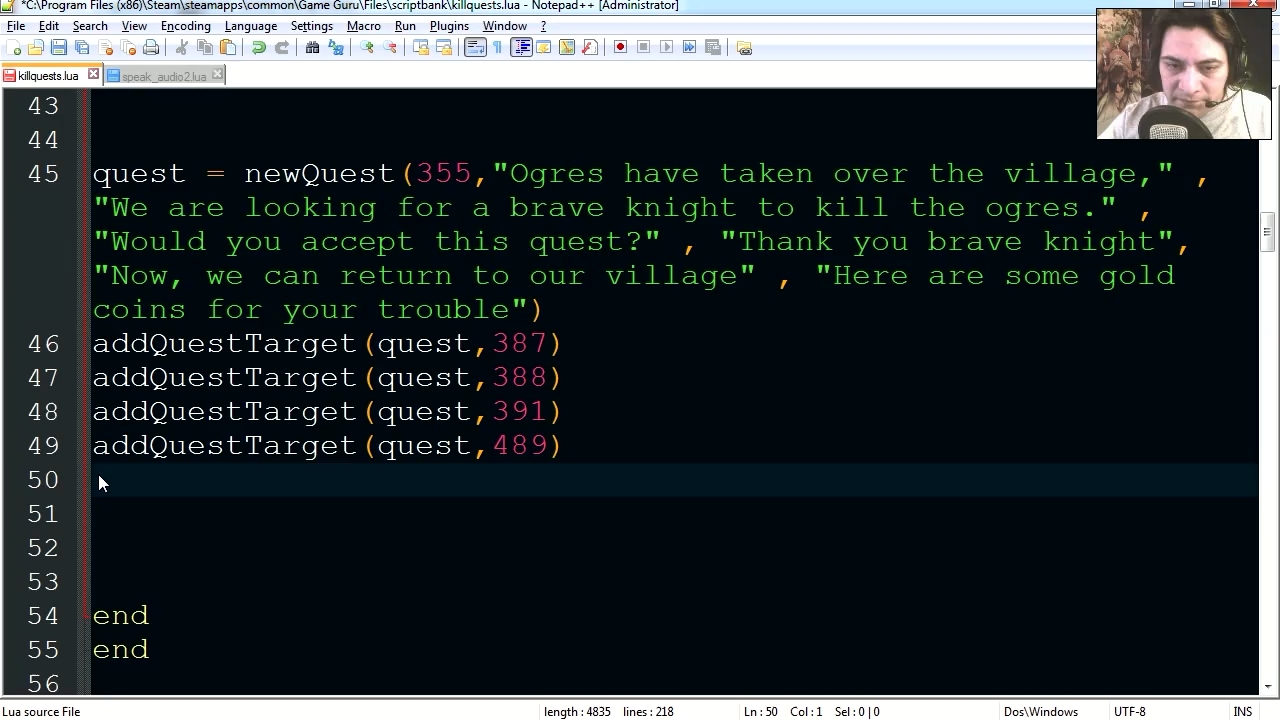 *C:\Program Files (x86)\Steam\steamapps\common\Game Guru\Files\scriptbank\killquests.lua - Notepad++ [Administrator]
File Edit Search View Encoding Language Settings Macro Run Plugins Window ?
killquests.lua speak_audio2.lua
43
44
45 quest = newQuest(355,"Ogres have taken over the village," ,
"We are looking for a brave knight to kill the ogres." ,
"Would you accept this quest?" , "Thank you brave knight",
"Now, we can return to our village" , "Here are some gold
coins for your trouble")
46 addQuestTarget(quest,387)
47 addQuestTarget(quest,388)
48 addQuestTarget(quest,391)
49 addQuestTarget(quest,489)
50
51
52
53
54 end
55 end
56
Lua source File length : 4835 lines : 218 Ln : 50 Col : 1 Sel : 0 | 0 Dos\Windows UTF-8 INS